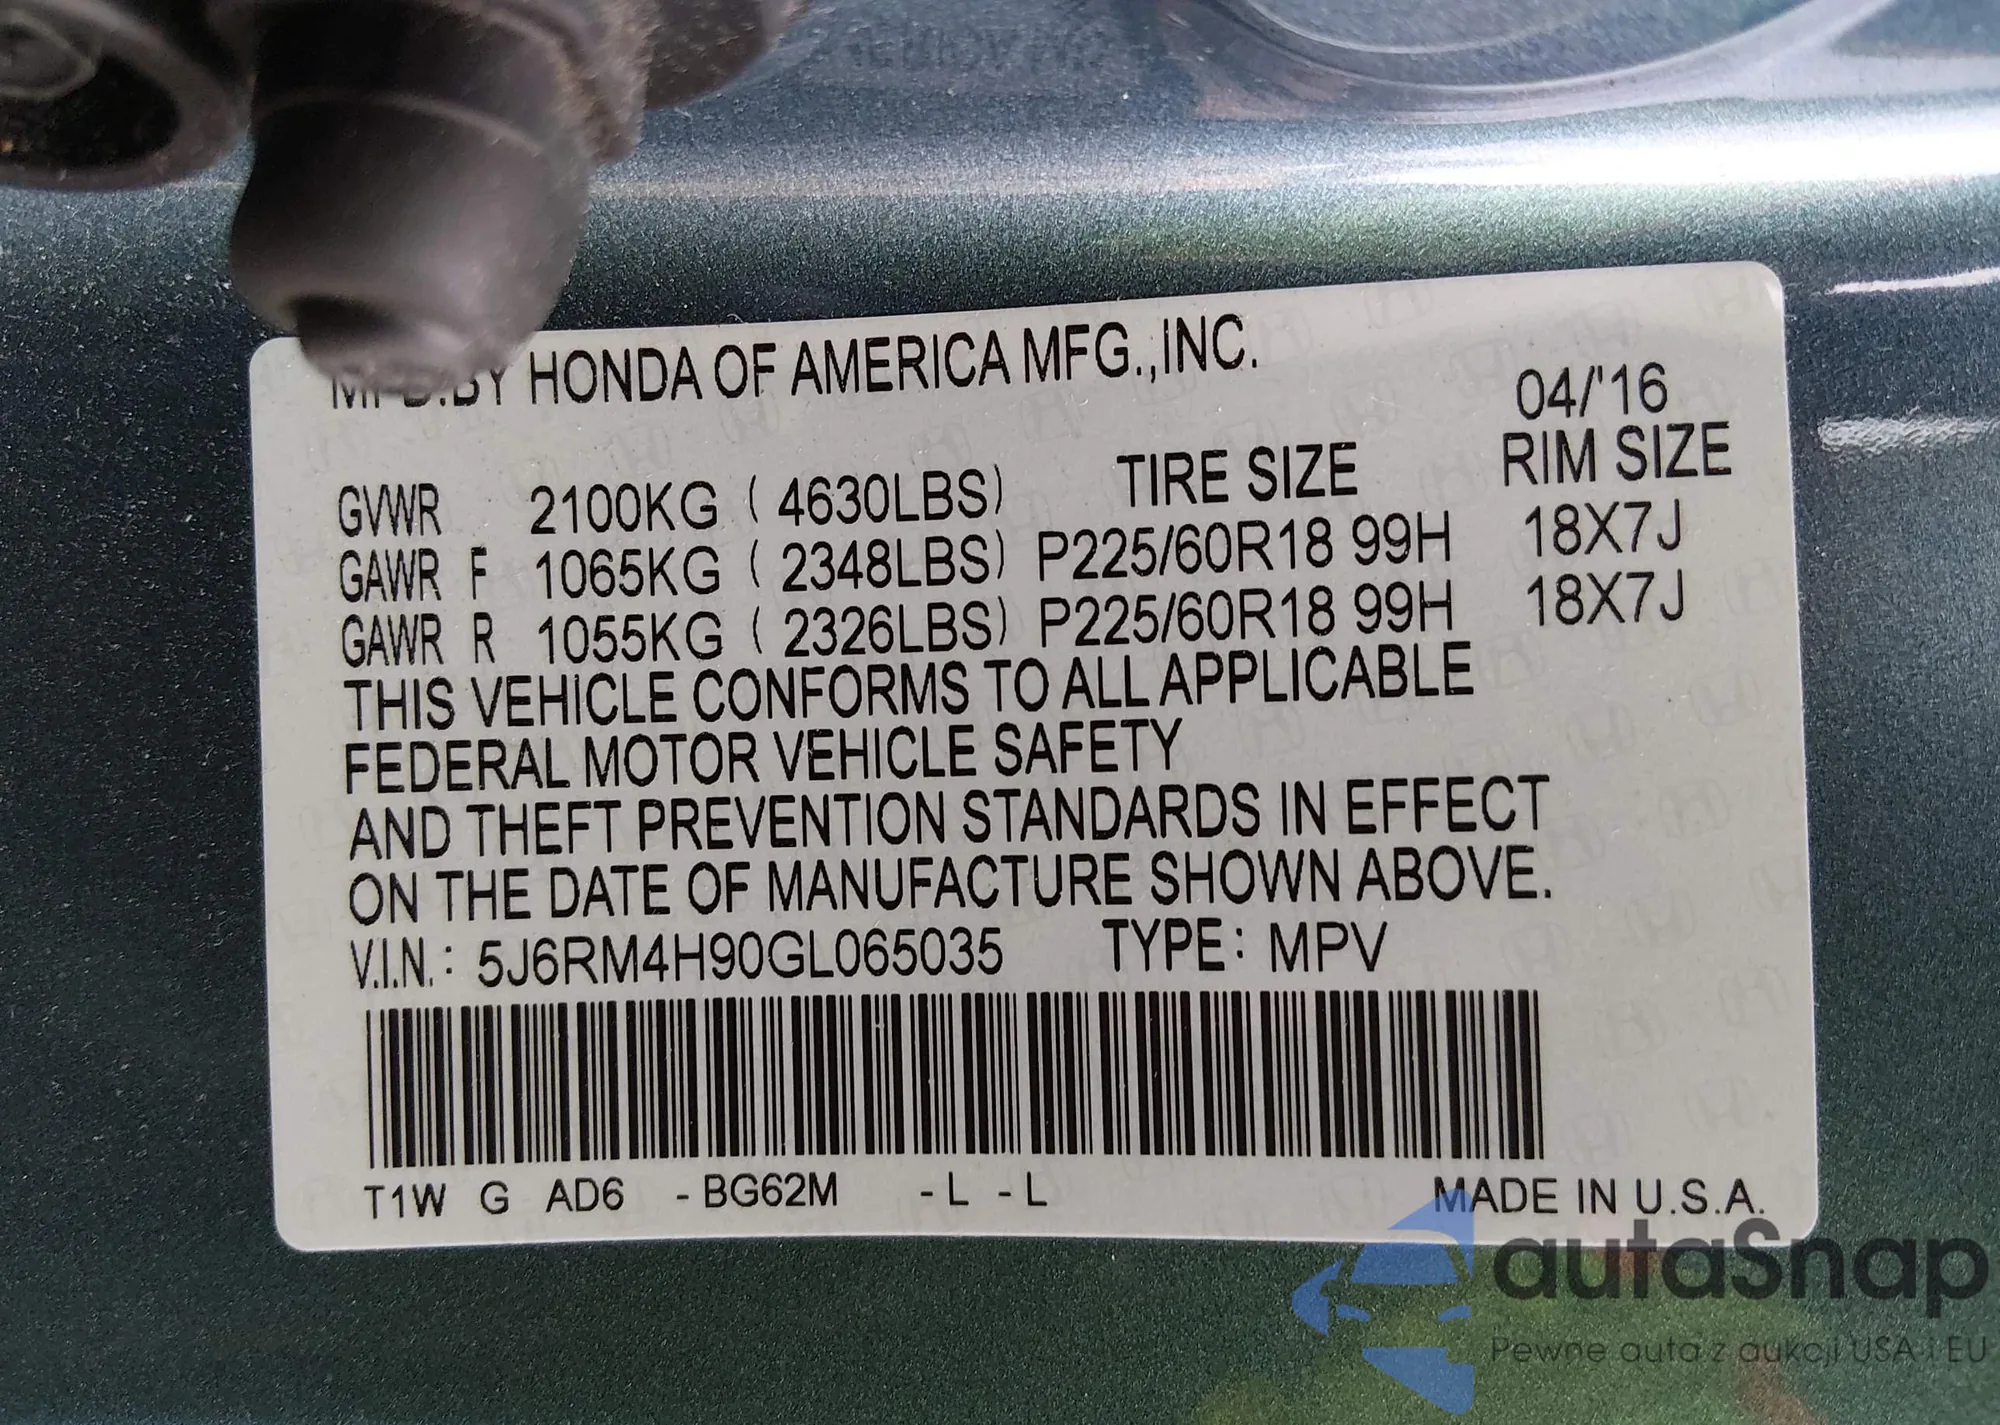 MFD.BY HONDA OF AMERICA MFG.,INC.
04/'16
TIRE SIZE RIM SIZE
GVWR 2100KG ( 4630LBS)
GAWR F 1065KG ( 2348LBS) P225/60R18 99H 18X7J
GAWR R 1055KG ( 2326LBS) P225/60R18 99H 18X7J
THIS VEHICLE CONFORMS TO ALL APPLICABLE
FEDERAL MOTOR VEHICLE SAFETY
AND THEFT PREVENTION STANDARDS IN EFFECT
ON THE DATE OF MANUFACTURE SHOWN ABOVE.
V.I.N.: 5J6RM4H90GL065035 TYPE: MPV
T1W G AD6 -BG62M -L -L MADE IN U.S.A.
autaSnap
Pewne auta z aukcji USA i EU